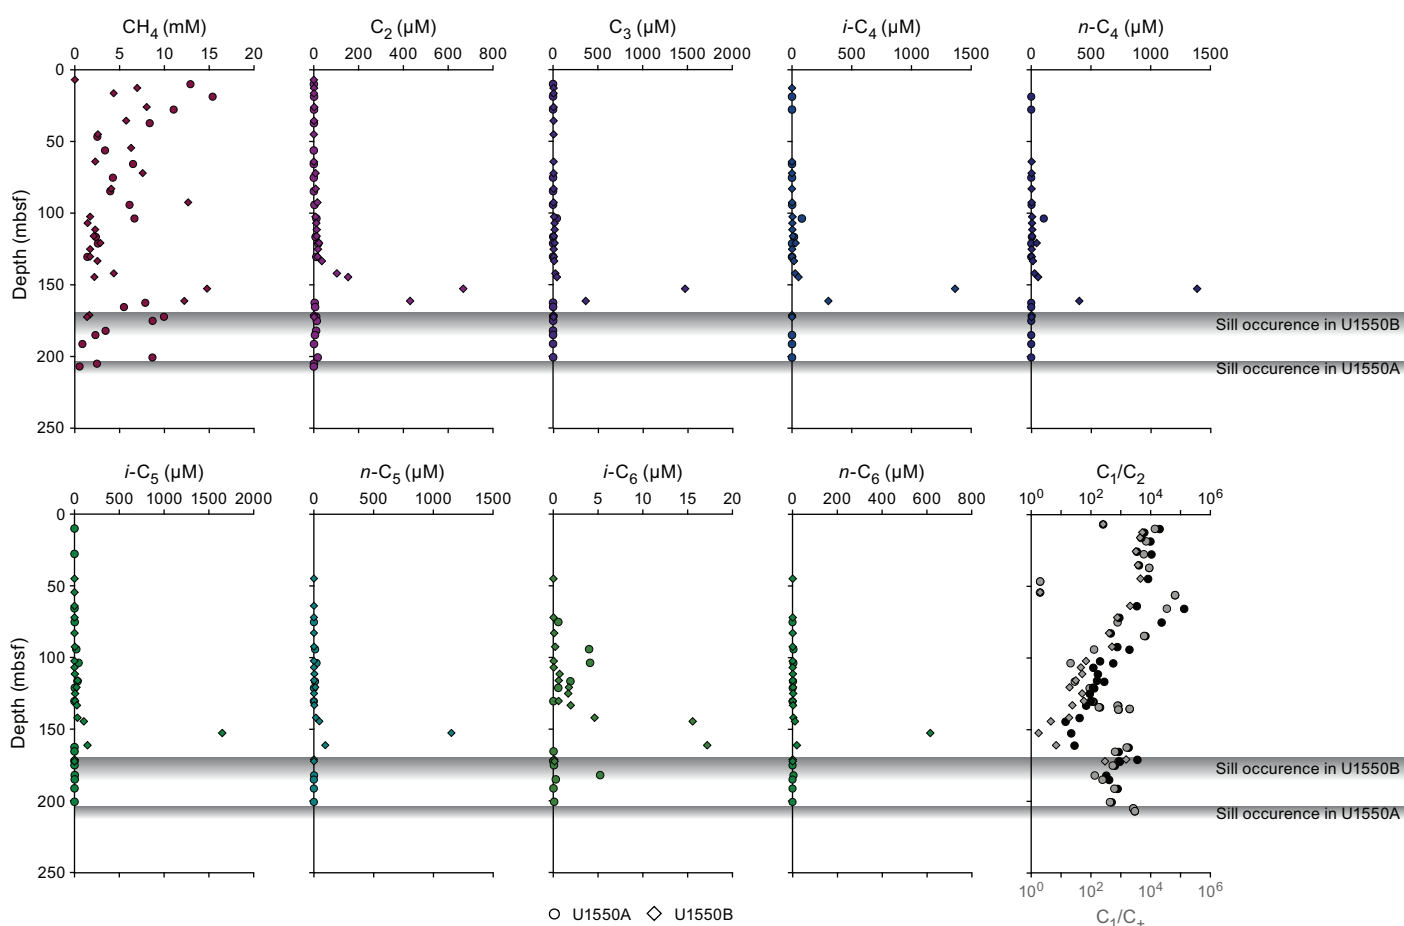 CH4 (mM) C2 (µM) C3 (µM) i-C4 (µM) n-C4 (µM)
0 5 10 15 20 0 200 400 600 800 0 500 1000 1500 2000 0 500 1000 1500 0 500 1000 1500
0
50
100
150
200
250
Depth (mbsf)
Sill occurence in U1550B
Sill occurence in U1550A
i-C5 (µM) n-C5 (µM) i-C6 (µM) n-C6 (µM) C1/C2
0 500 1000 1500 2000 0 500 1000 1500 0 5 10 15 20 0 200 400 600 800 10^0 10^2 10^4 10^6
0
50
100
150
200
250
Depth (mbsf)
Sill occurence in U1550B
Sill occurence in U1550A
10^0 10^2 10^4 10^6
C1/C+
U1550A U1550B